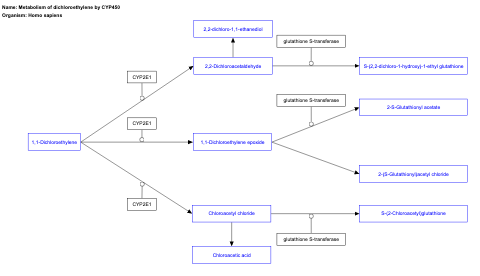 Name: Metabolism of dichloroethylene by CYP450
Organism: Homo sapiens
2,2-dichloro-1,1-ethanediol
glutathione S-transferase
2,2-Dichloroacetaldehyde
S-(2,2-dichloro-1-hydroxy)-1-ethyl glutathione
CYP2E1
glutathione S-transferase
2-S-Glutathionyl acetate
CYP2E1
1,1-Dichloroethylene
1,1-Dichloroethylene epoxide
2-(S-Glutathionyl)acetyl chloride
CYP2E1
Chloroacetyl chloride
S-(2-Chloroacetyl)glutathione
glutathione S-transferase
Chloroacetic acid